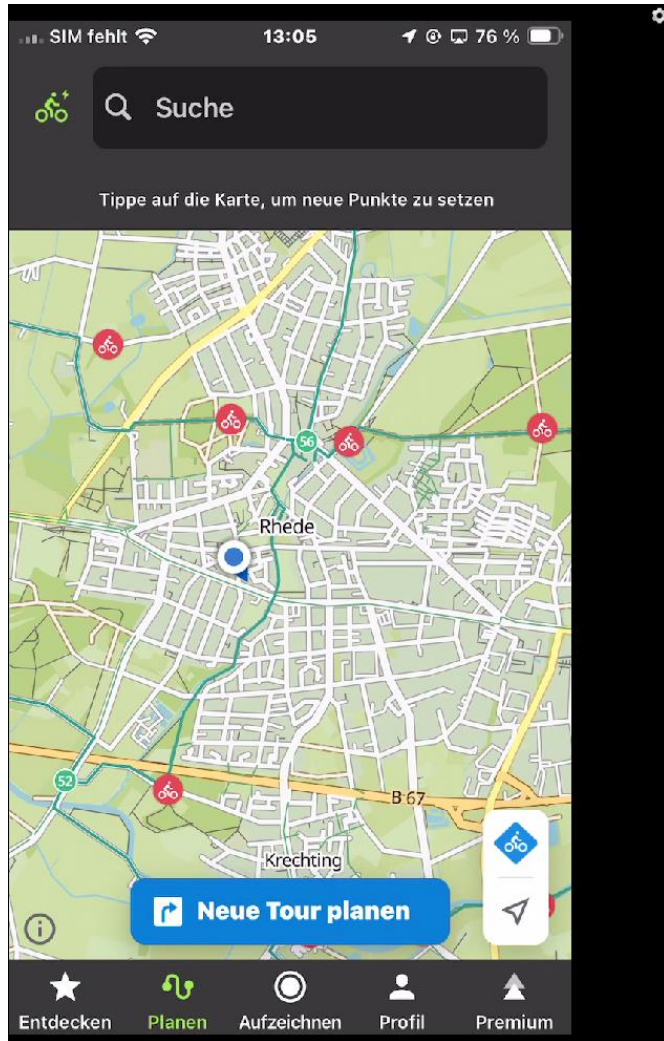 SIM fehlt 13:05 76 %
Suche
Tippe auf die Karte, um neue Punkte zu setzen
56
Rhede
52
B 67
Krechting
Neue Tour planen
Entdecken Planen Aufzeichnen Profil Premium